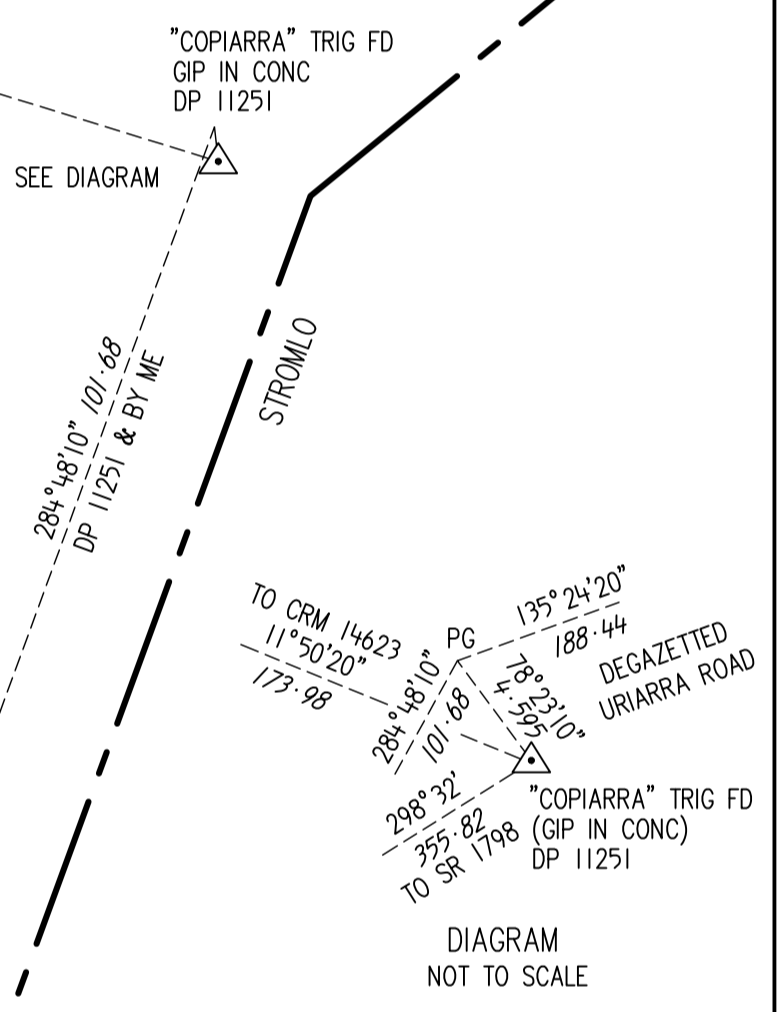 "COPIARRA" TRIG FD
GIP IN CONC
DP 11251
SEE DIAGRAM
284°48'10" 101·68
DP 11251 & BY ME
STROMLO
TO CRM 14623
11°50'20"
173·98
PG
135°24'20"
188·44
DEGAZETTED
URIARRA ROAD
284°48'10"
101·68
78°23'10"
4·595
298°32'
355·82
TO SR 1798
"COPIARRA" TRIG FD
(GIP IN CONC)
DP 11251
DIAGRAM
NOT TO SCALE